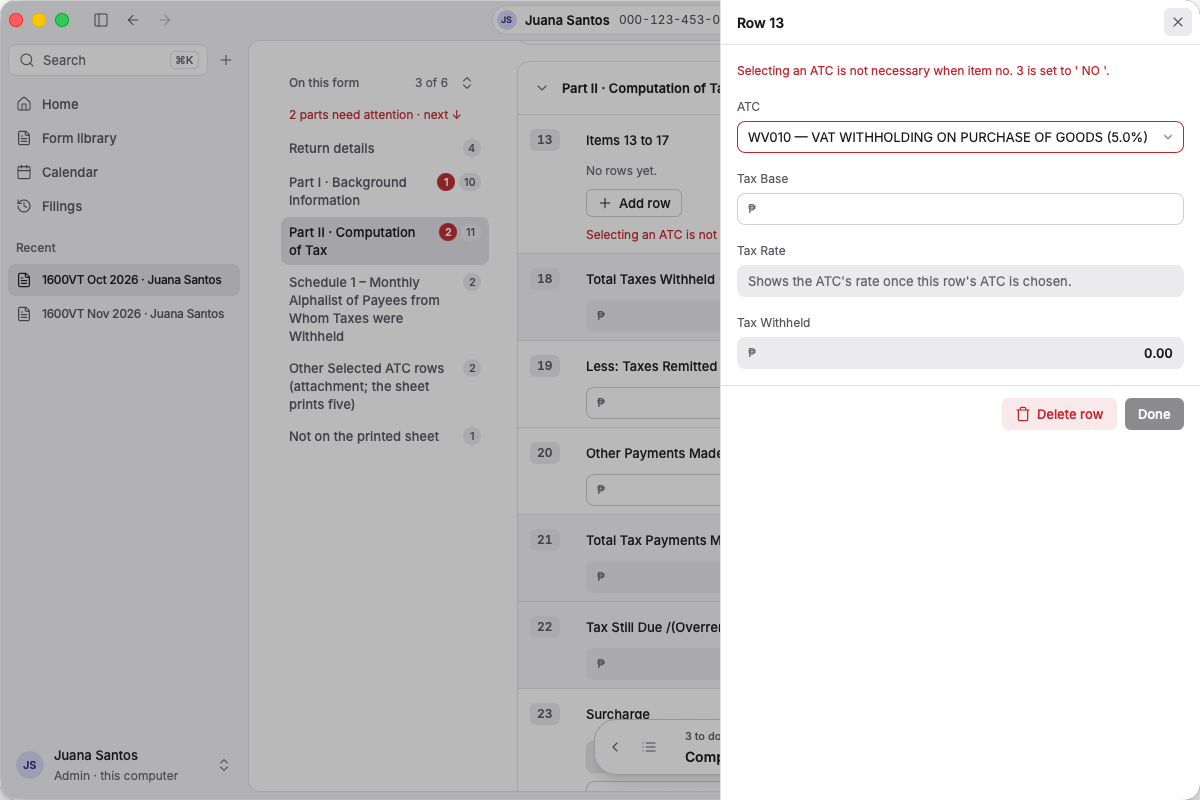 JS Juana Santos 000-123-453-0
Search ⌘K
Home
Form library
Calendar
Filings
Recent
1600VT Oct 2026 · Juana Santos
1600VT Nov 2026 · Juana Santos
JS
Juana Santos
Admin · this computer
On this form 3 of 6
2 parts need attention · next ↓
Return details 4
Part I · Background 1 10
Information
Part II · Computation 2 11
of Tax
Schedule 1 – Monthly 2
Alphalist of Payees from
Whom Taxes were
Withheld
Other Selected ATC rows 2
(attachment; the sheet
prints five)
Not on the printed sheet 1
Part II · Computation of Ta
13 Items 13 to 17
No rows yet.
Add row
Selecting an ATC is not
18 Total Taxes Withheld
₱
19 Less: Taxes Remitted
₱
20 Other Payments Made
₱
21 Total Tax Payments M
₱
22 Tax Still Due /(Overre
₱
23 Surcharge
3 to do
Comp
Row 13
Selecting an ATC is not necessary when item no. 3 is set to ' NO '.
ATC
WV010 — VAT WITHHOLDING ON PURCHASE OF GOODS (5.0%)
Tax Base
₱
Tax Rate
Shows the ATC's rate once this row's ATC is chosen.
Tax Withheld
₱ 0.00
Delete row Done